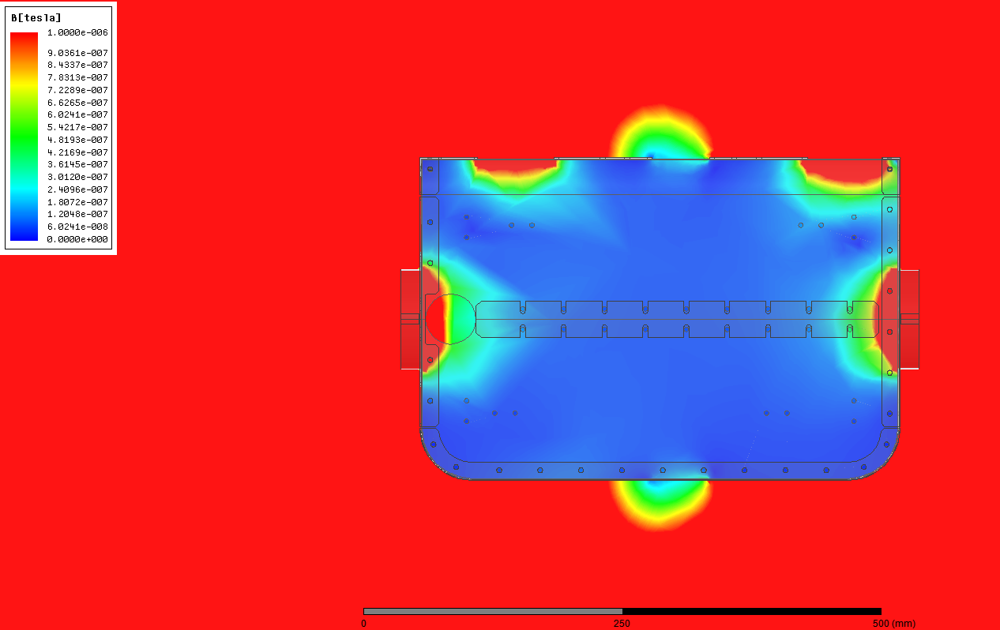 B[tesla]
1.0000e-006
9.0361e-007
8.4337e-007
7.8313e-007
7.2289e-007
6.6265e-007
6.0241e-007
5.4217e-007
4.8193e-007
4.2169e-007
3.6145e-007
3.0120e-007
2.4096e-007
1.8072e-007
1.2048e-007
6.0241e-008
0.0000e+000
0 250 500 (mm)